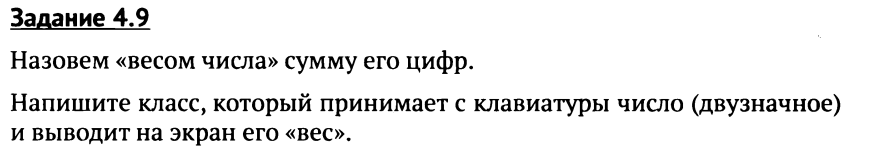 Задание 4.9
Назовем «весом числа» сумму его цифр.
Напишите класс, который принимает с клавиатуры число (двузначное)
и выводит на экран его «вес».